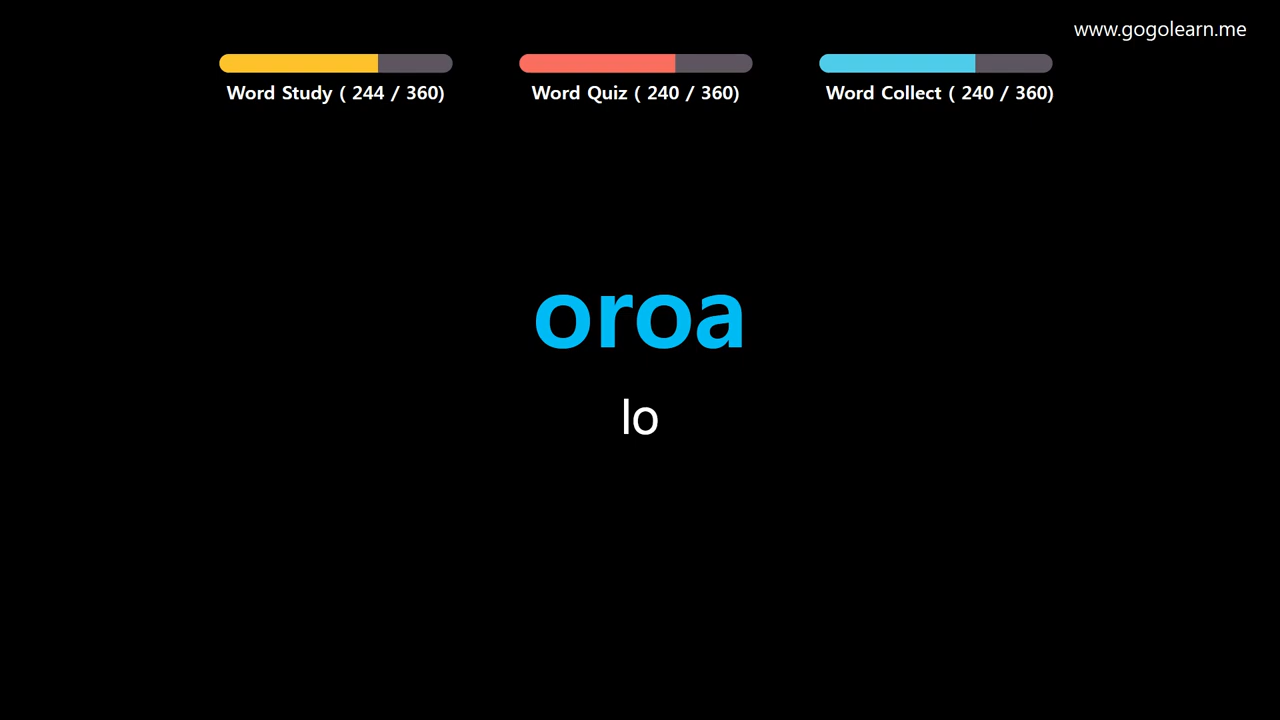 www.gogolearn.me
Word Study ( 244 / 360)
Word Quiz ( 240 / 360)
Word Collect ( 240 / 360)
oroa
lo